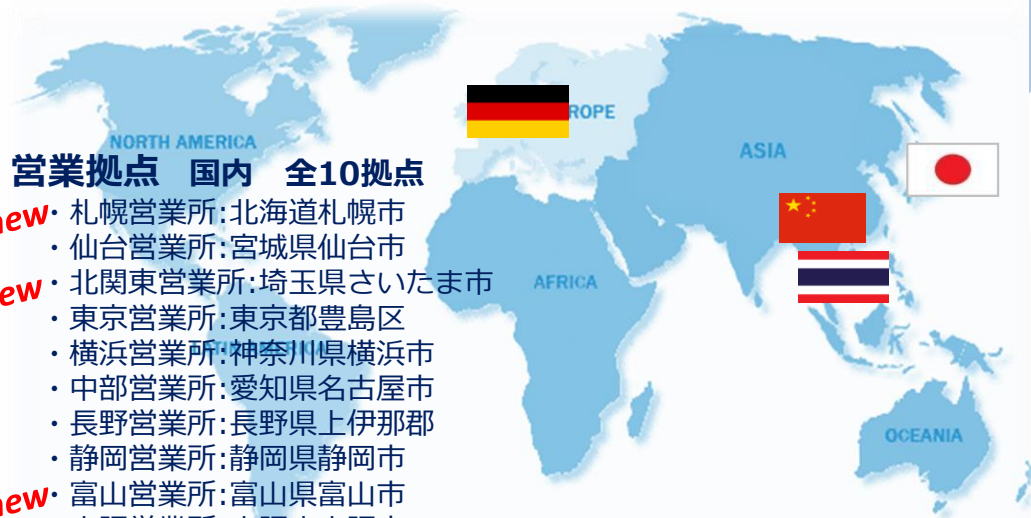 NORTH AMERICA
ROPE
ASIA
営業拠点 国内 全10拠点
new・札幌営業所:北海道札幌市
・仙台営業所:宮城県仙台市
ew・北関東営業所:埼玉県さいたま市
AFRICA
・東京営業所:東京都豊島区
・横浜営業所:神奈川県横浜市
・中部営業所:愛知県名古屋市
・長野営業所:長野県上伊那郡
OCEANIA
・静岡営業所:静岡県静岡市
new・富山営業所:富山県富山市